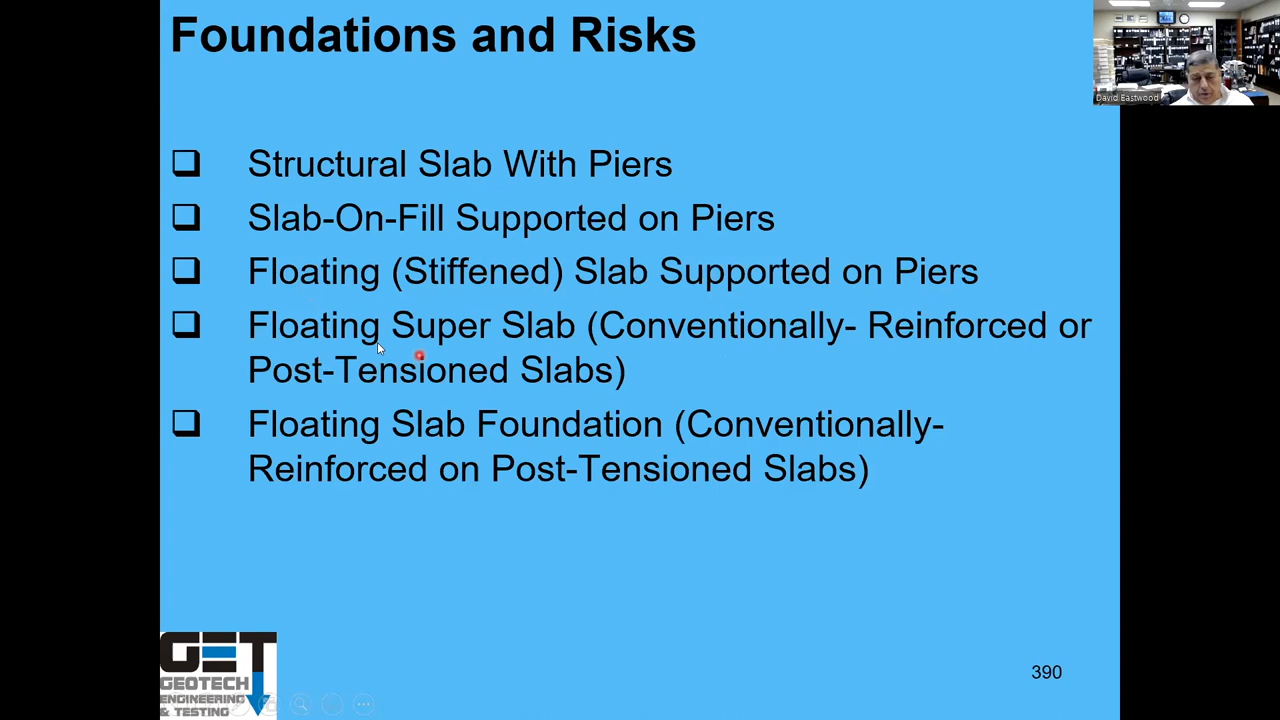 Foundations and Risks
David Eastwood
Structural Slab With Piers
Slab-On-Fill Supported on Piers
Floating (Stiffened) Slab Supported on Piers
Floating Super Slab (Conventionally- Reinforced or
Post-Tensioned Slabs)
Floating Slab Foundation (Conventionally-
Reinforced on Post-Tensioned Slabs)
GET
GEOTECH
ENGINEERING
& TESTING
390